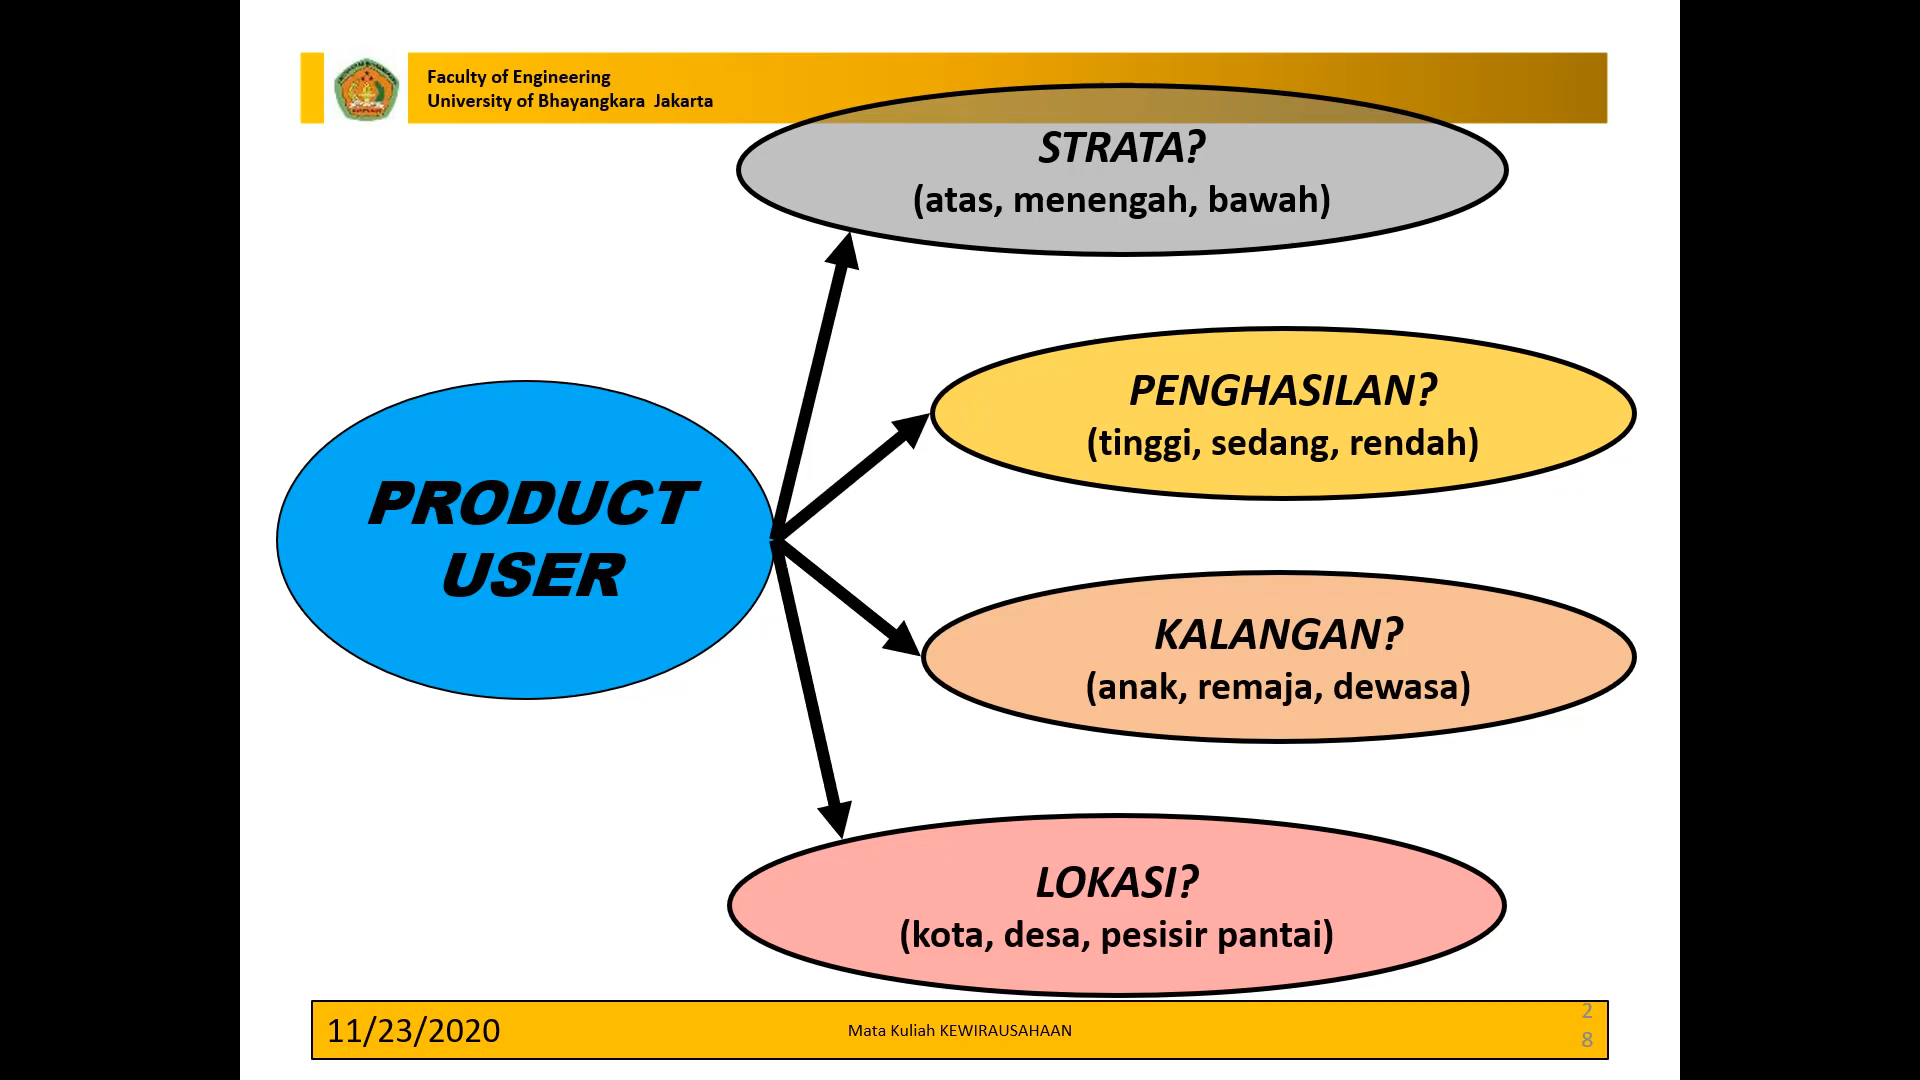 Faculty of Engineering
University of Bhayangkara Jakarta
STRATA?
(atas, menengah, bawah)
PENGHASILAN?
(tinggi, sedang, rendah)
PRODUCT
USER
KALANGAN?
(anak, remaja, dewasa)
LOKASI?
(kota, desa, pesisir pantai)
11/23/2020
Mata Kuliah KEWIRAUSAHAAN
2
8